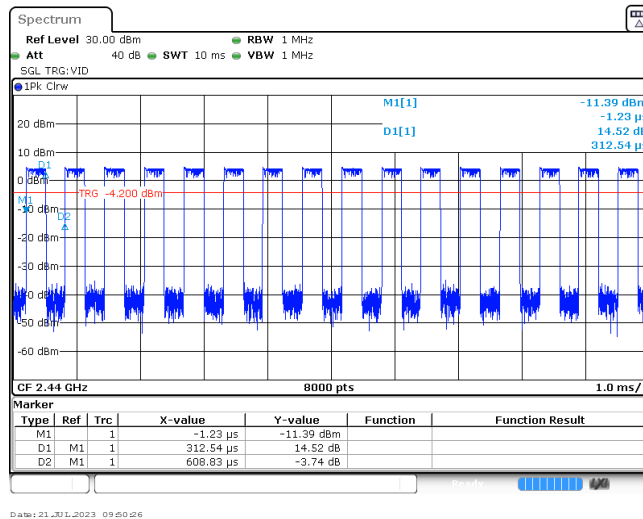 Spectrum
Ref Level 30.00 dBm RBW 1 MHz
Att 40 dB SWT 10 ms VBW 1 MHz
SGL TRG:VID
1Pk Clrw
M1[1] -11.39 dBm
-1.23 µs
20 dBm D1[1] 14.52 dB
312.54 µs
10 dBm
D1
0 dBm
TRG -4.200 dBm
M1
-10 dBm
D2
-20 dBm
-30 dBm
-40 dBm
-50 dBm
-60 dBm
CF 2.44 GHz 8000 pts 1.0 ms/
Marker
Type Ref Trc X-value Y-value Function Function Result
M1 1 -1.23 µs -11.39 dBm
D1 M1 1 312.54 µs 14.52 dB
D2 M1 1 608.83 µs -3.74 dB
Ready
Date: 21.JUL.2023 09:50:26